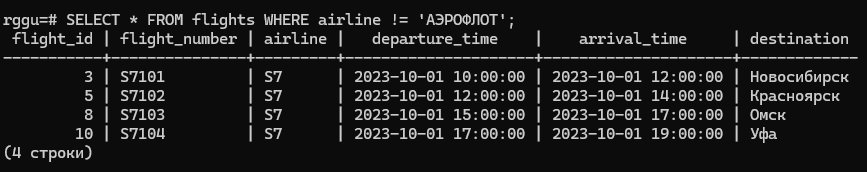 rggu=# SELECT * FROM flights WHERE airline != 'АЭРОФЛОТ';
 flight_id | flight_number | airline |   departure_time    |    arrival_time     | destination
-----------+---------------+---------+---------------------+---------------------+-------------
         3 | S7101         | S7      | 2023-10-01 10:00:00 | 2023-10-01 12:00:00 | Новосибирск
         5 | S7102         | S7      | 2023-10-01 12:00:00 | 2023-10-01 14:00:00 | Красноярск
         8 | S7103         | S7      | 2023-10-01 15:00:00 | 2023-10-01 17:00:00 | Омск
        10 | S7104         | S7      | 2023-10-01 17:00:00 | 2023-10-01 19:00:00 | Уфа
(4 строки)